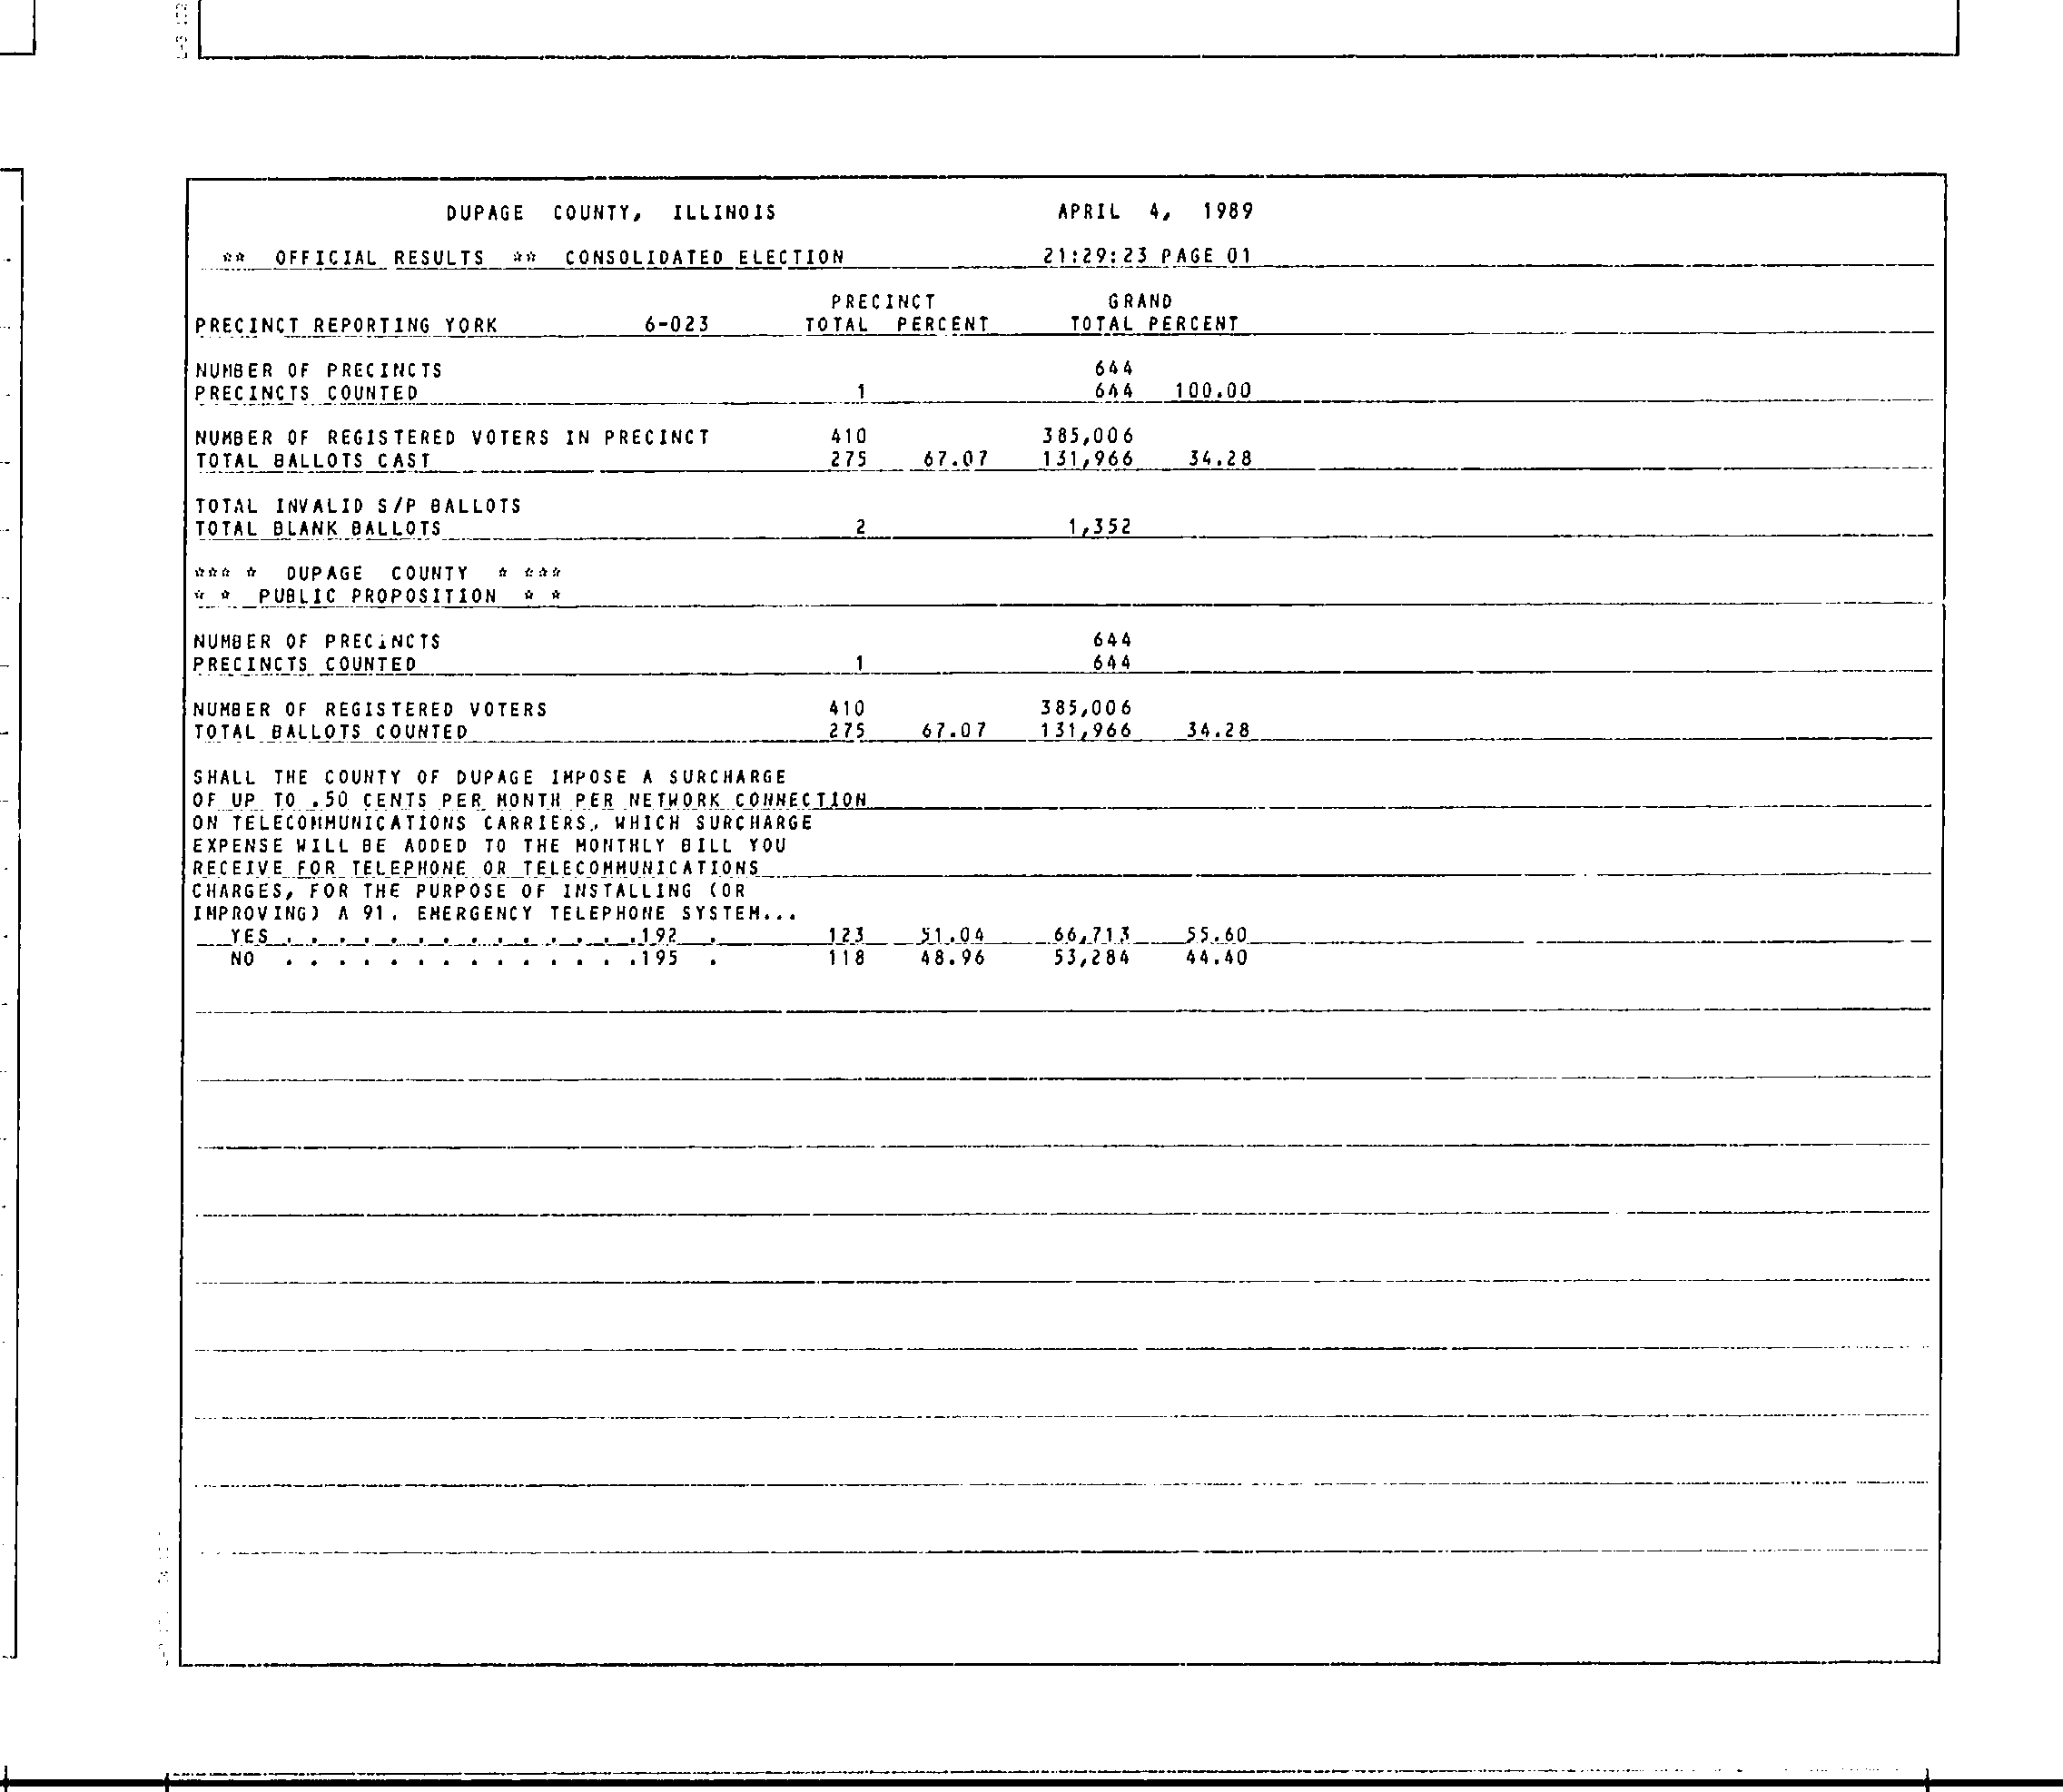 DUPAGE COUNTY, ILLINOIS APRIL 4, 1989
** OFFICIAL RESULTS ** CONSOLIDATED ELECTION 21:29:23 PAGE 01
PRECINCT GRAND
PRECINCT REPORTING YORK 6-023 TOTAL PERCENT TOTAL PERCENT
NUMBER OF PRECINCTS 644
PRECINCTS COUNTED 1 644 100.00
NUMBER OF REGISTERED VOTERS IN PRECINCT 410 385,006
TOTAL BALLOTS CAST 275 67.07 131,966 34.28
TOTAL INVALID S/P BALLOTS
TOTAL BLANK BALLOTS 2 1,352
*** * DUPAGE COUNTY * ***
* * PUBLIC PROPOSITION * *
NUMBER OF PRECINCTS 644
PRECINCTS COUNTED 1 644
NUMBER OF REGISTERED VOTERS 410 385,006
TOTAL BALLOTS COUNTED 275 67.07 131,966 34.28
SHALL THE COUNTY OF DUPAGE IMPOSE A SURCHARGE
OF UP TO .50 CENTS PER MONTH PER NETWORK CONNECTION
ON TELECOMMUNICATIONS CARRIERS, WHICH SURCHARGE
EXPENSE WILL BE ADDED TO THE MONTHLY BILL YOU
RECEIVE FOR TELEPHONE OR TELECOMMUNICATIONS
CHARGES, FOR THE PURPOSE OF INSTALLING (OR
IMPROVING) A 91. EMERGENCY TELEPHONE SYSTEM...
YES . . . . . . . . . . . . . .192 . 123 51.04 66,713 55.60
NO . . . . . . . . . . . . . .195 . 118 48.96 53,284 44.40